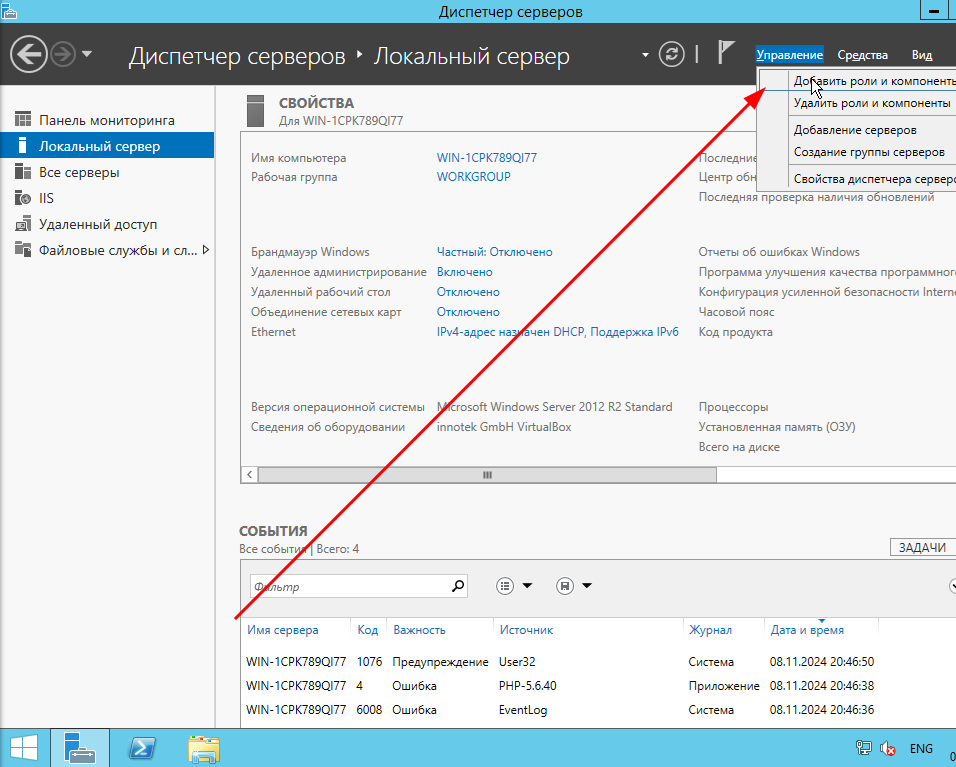 Диспетчер серверов
Диспетчер серверов ‣ Локальный сервер
Управление Средства Вид
Добавить роли и компоненты
Удалить роли и компоненты
Добавление серверов
Создание группы серверов
Свойства диспетчера серверо
Панель мониторинга
Локальный сервер
Все серверы
IIS
Удаленный доступ
Файловые службы и сл...
СВОЙСТВА
Для WIN-1CPK789QI77
Имя компьютера WIN-1CPK789QI77 Последние
Рабочая группа WORKGROUP Центр обн
Последняя проверка наличия обновлений
Брандмауэр Windows Частный: Отключено Отчеты об ошибках Windows
Удаленное администрирование Включено Программа улучшения качества программног
Удаленный рабочий стол Отключено Конфигурация усиленной безопасности Interne
Объединение сетевых карт Отключено Часовой пояс
Ethernet IPv4-адрес назначен DHCP, Поддержка IPv6 Код продукта
Версия операционной системы Microsoft Windows Server 2012 R2 Standard Процессоры
Сведения об оборудовании innotek GmbH VirtualBox Установленная память (ОЗУ)
Всего на диске
СОБЫТИЯ
Все события | Всего: 4
ЗАДАЧИ
Фильтр
Имя сервера Код Важность Источник Журнал Дата и время
WIN-1CPK789QI77 1076 Предупреждение User32 Система 08.11.2024 20:46:50
WIN-1CPK789QI77 4 Ошибка PHP-5.6.40 Приложение 08.11.2024 20:46:38
WIN-1CPK789QI77 6008 Ошибка EventLog Система 08.11.2024 20:46:36
ENG